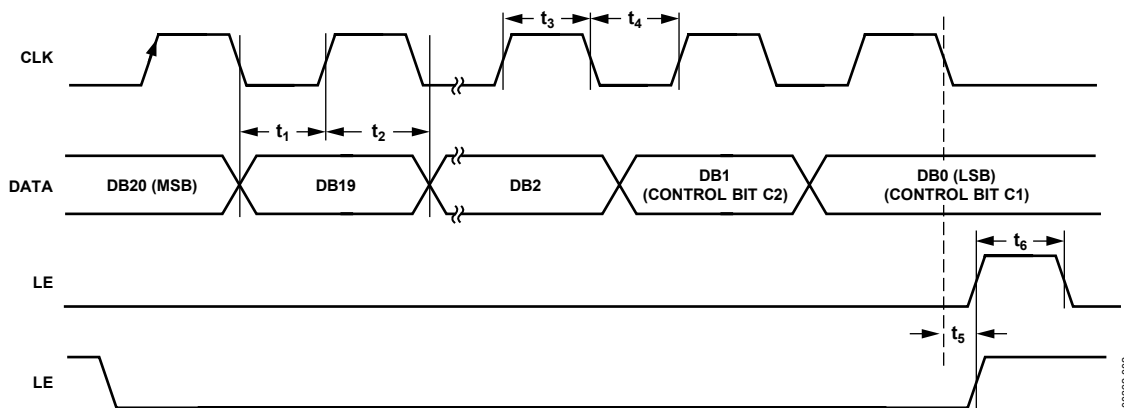 t3
t4
CLK
t1
t2
DATA
DB20 (MSB)
DB19
DB2
DB1
(CONTROL BIT C2)
DB0 (LSB)
(CONTROL BIT C1)
t6
LE
t5
LE